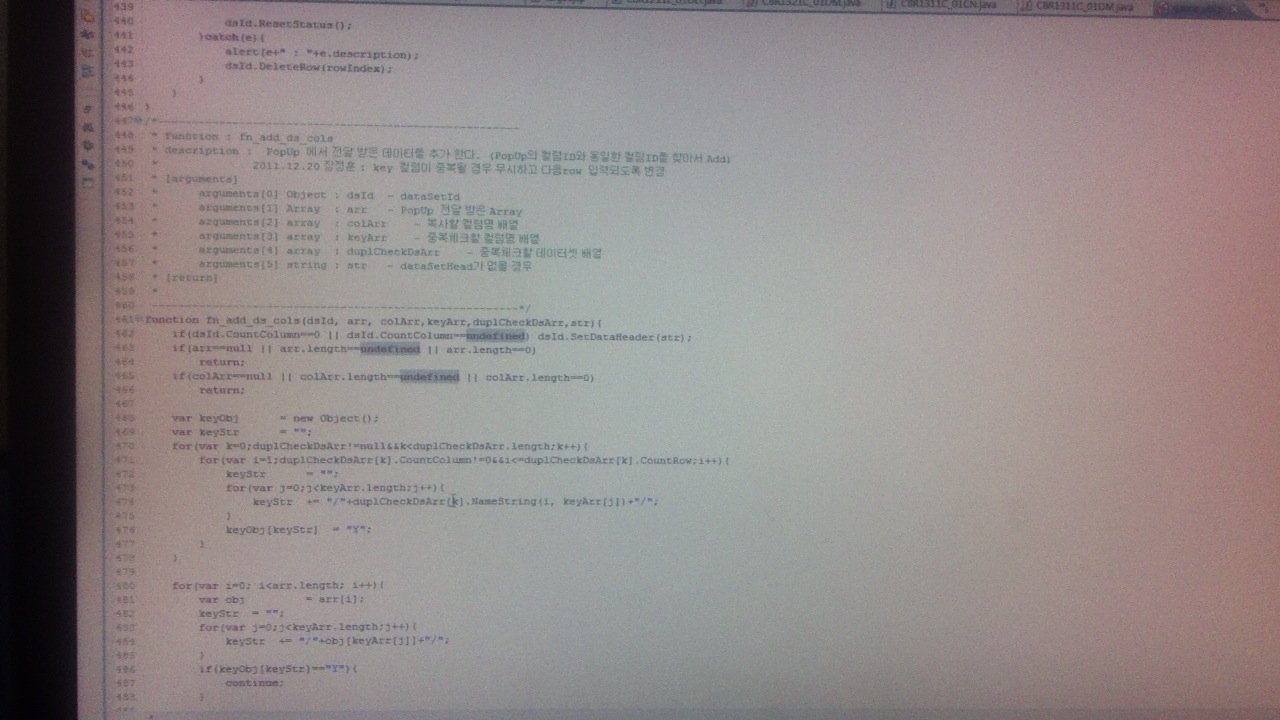 CBR1321C_01DM.java
CBR1311C_01CN.java
CBR1311C_01DM.java
439
440 dsId.ResetStatus();
441 }catch(e){
442 alert(e+" : "+e.description);
443 dsId.DeleteRow(rowIndex);
444 }
445 }
446 }
447 /*------------------------------------------------------------
448 * function : fn_add_ds_cols
449 * description : PopUp 에서 전달 받은 데이터를 추가 한다. (PopUp의 컬럼ID와 동일한 컬럼ID를 찾아서 Add)
450 * 2011.12.20 장정훈 : key 컬럼이 중복될 경우 무시하고 다음row 입력되도록 변경
451 * [arguments]
452 * arguments[0] Object : dsId - dataSetId
453 * arguments[1] Array : arr - PopUp 전달 받은 Array
454 * arguments[2] array : colArr - 복사할 컬럼명 배열
455 * arguments[3] array : keyArr - 중복체크할 컬럼명 배열
456 * arguments[4] array : duplCheckDsArr - 중복체크할 데이터셋 배열
457 * arguments[5] string : str - dataSetHead가 없을 경우
458 * [return]
459 *
460 ------------------------------------------------------------*/
461 function fn_add_ds_cols(dsId, arr, colArr,keyArr,duplCheckDsArr,str){
462 if(dsId.CountColumn==0 || dsId.CountColumn==undefined) dsId.SetDataHeader(str);
463 if(arr==null || arr.length==undefined || arr.length==0)
464 return;
465 if(colArr==null || colArr.length==undefined || colArr.length==0)
466 return;
467
468 var keyObj = new Object();
469 var keyStr = "";
470 for(var k=0;duplCheckDsArr!=null&&k<duplCheckDsArr.length;k++){
471 for(var i=1;duplCheckDsArr[k].CountColumn!=0&&i<=duplCheckDsArr[k].CountRow;i++){
472 keyStr = "";
473 for(var j=0;j<keyArr.length;j++){
474 keyStr += "/"+duplCheckDsArr[k].NameString(i, keyArr[j])+"/";
475 }
476 keyObj[keyStr] = "Y";
477 }
478 }
479
480 for(var i=0; i<arr.length; i++){
481 var obj = arr[i];
482 keyStr = "";
483 for(var j=0;j<keyArr.length;j++){
484 keyStr += "/"+obj[keyArr[j]]+"/";
485 }
486 if(keyObj[keyStr]=="Y"){
487 continue;
488 }